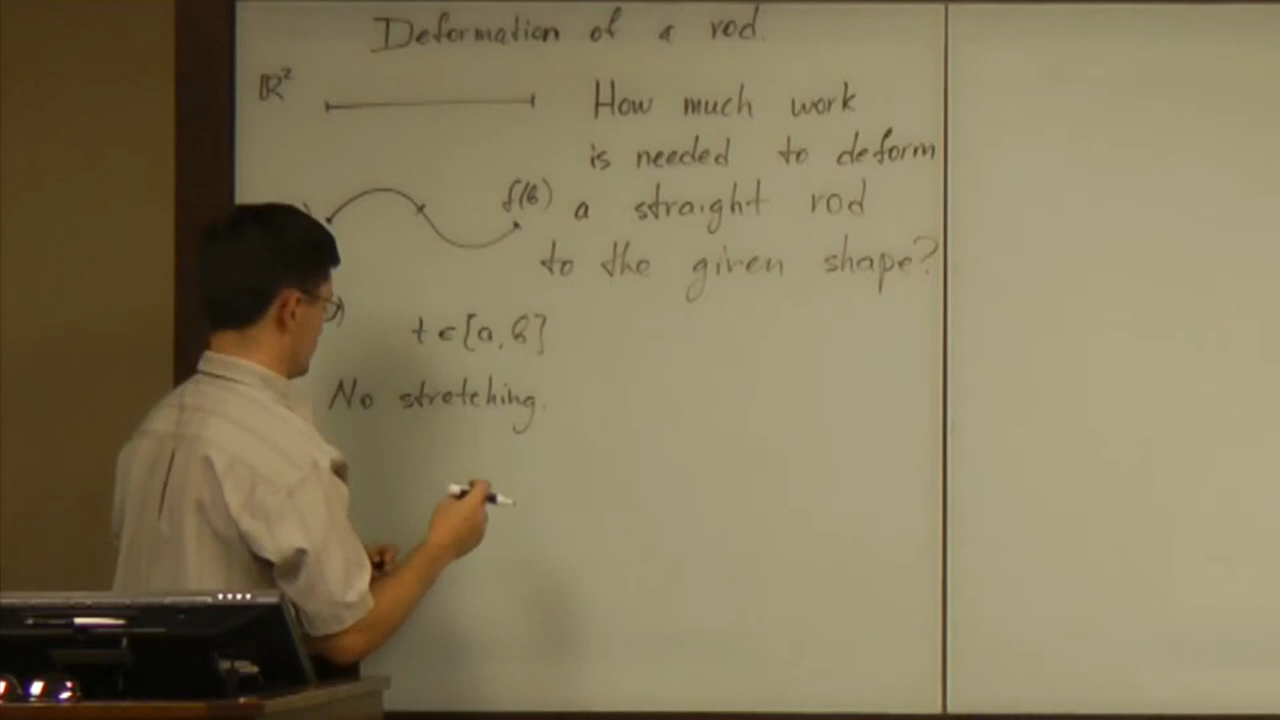 Deformation of a rod.
ℝ² How much work
is needed to deform
f(b) a straight rod
to the given shape?
t ∈ [a, b]
No stretching.